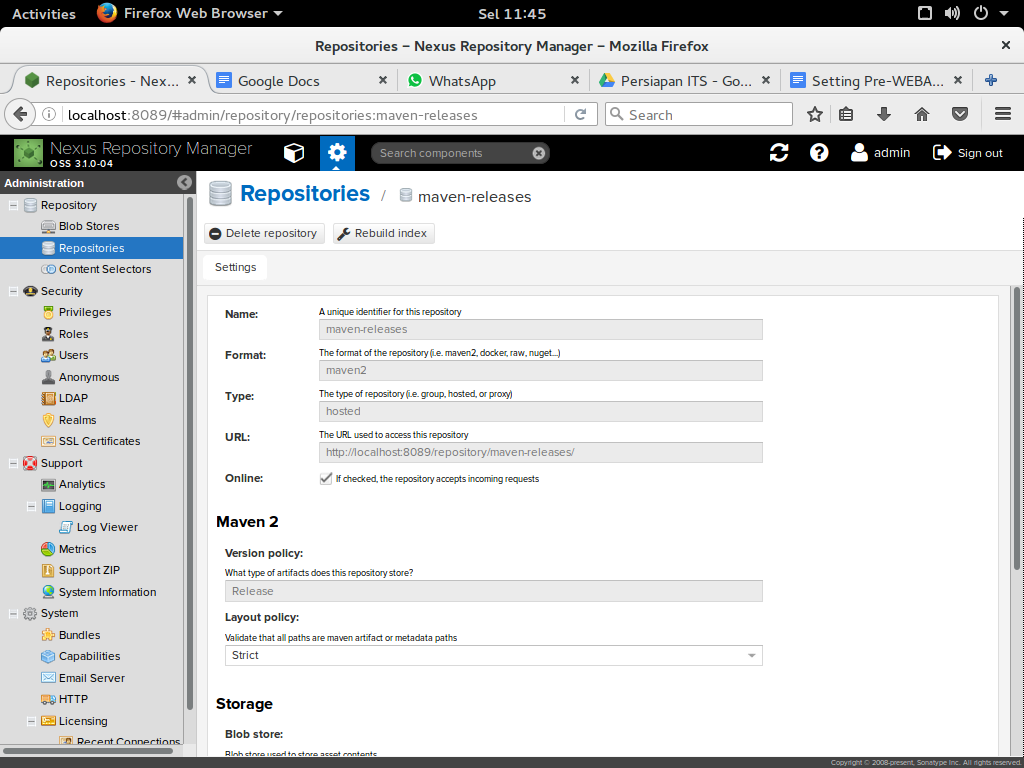 Activities Firefox Web Browser Sel 11:45
Repositories – Nexus Repository Manager – Mozilla Firefox
Repositories - Nex... Google Docs WhatsApp Persiapan ITS - Go... Setting Pre-WEBA...
localhost:8089/#admin/repository/repositories:maven-releases Search
Nexus Repository Manager
OSS 3.1.0-04
Search components
admin Sign out
Administration
Repository
Blob Stores
Repositories
Content Selectors
Security
Privileges
Roles
Users
Anonymous
LDAP
Realms
SSL Certificates
Support
Analytics
Logging
Log Viewer
Metrics
Support ZIP
System Information
System
Bundles
Capabilities
Email Server
HTTP
Licensing
Recent Connections
Repositories / maven-releases
Delete repository Rebuild index
Settings
Name: A unique identifier for this repository
maven-releases
Format: The format of the repository (i.e. maven2, docker, raw, nuget...)
maven2
Type: The type of repository (i.e. group, hosted, or proxy)
hosted
URL: The URL used to access this repository
http://localhost:8089/repository/maven-releases/
Online: If checked, the repository accepts incoming requests
Maven 2
Version policy:
What type of artifacts does this repository store?
Release
Layout policy:
Validate that all paths are maven artifact or metadata paths
Strict
Storage
Blob store:
Blob store used to store asset contents
Copyright © 2008-present, Sonatype Inc. All rights reserved.